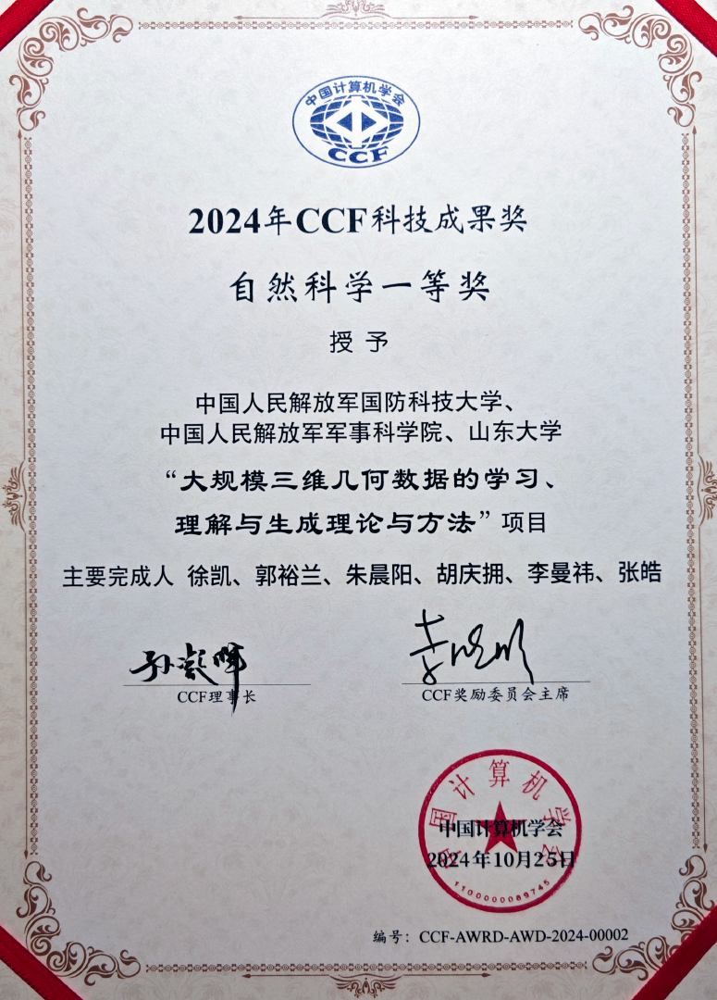 中国计算机学会
CCF
2024年CCF科技成果奖
自然科学一等奖
授予
中国人民解放军国防科技大学、
中国人民解放军军事科学院、山东大学
“大规模三维几何数据的学习、
理解与生成理论与方法”项目
主要完成人 徐凯、郭裕兰、朱晨阳、胡庆拥、李曼祎、张皓
孙凝晖
CCF理事长
CCF奖励委员会主席
中国计算机学会
中国计算机学会
2024年10月25日
1100000089745
编号：CCF-AWRD-AWD-2024-00002